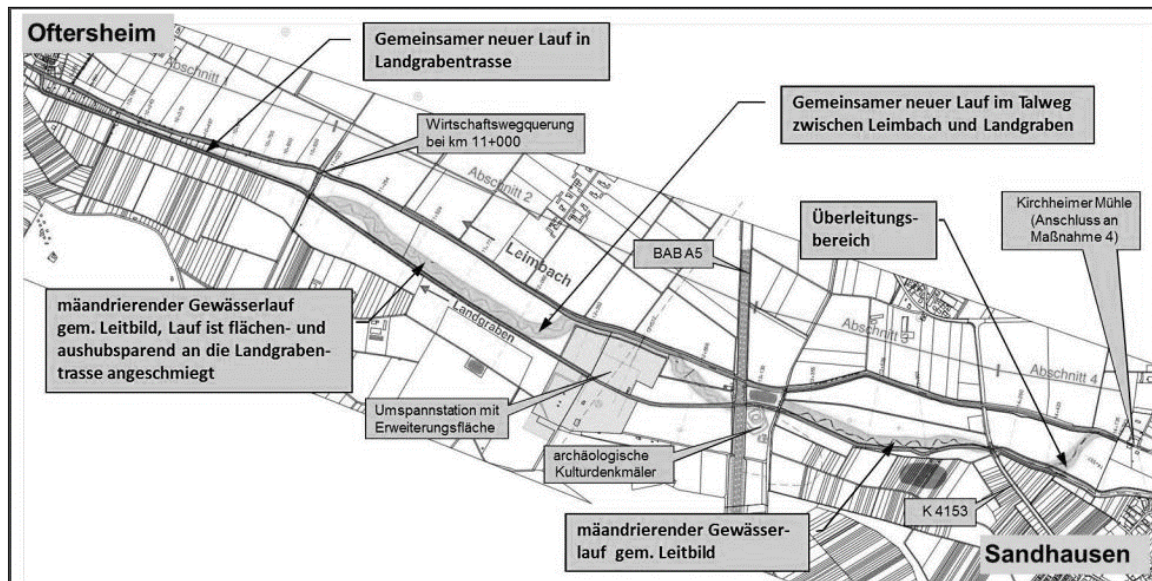 Oftersheim
Gemeinsamer neuer Lauf in
Landgrabentrasse
Abschnitt 1
Gemeinsamer neuer Lauf im Talweg
zwischen Leimbach und Landgraben
Wirtschaftswegquerung
bei km 11+000
Abschnitt 2
Kirchheimer Mühle
(Anschluss an
Maßnahme 4)
Überleitungs-
bereich
BAB A5
Leimbach
mäandrierender Gewässerlauf
gem. Leitbild, Lauf ist flächen- und
aushubsparend an die Landgraben-
trasse angeschmiegt
Landgraben
Abschnitt 3
Abschnitt 4
Umspannstation mit
Erweiterungsfläche
archäologische
Kulturdenkmäler
K 4153
mäandrierender Gewässer-
lauf gem. Leitbild
Sandhausen